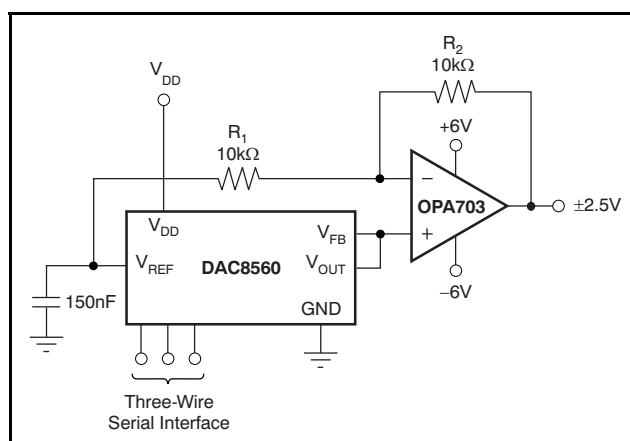 R2
10kΩ
VDD
+6V
R1
10kΩ
−
OPA703
±2.5V
+
VDD
VFB
VREF
DAC8560
VOUT
−6V
150nF
GND
Three-Wire
Serial Interface